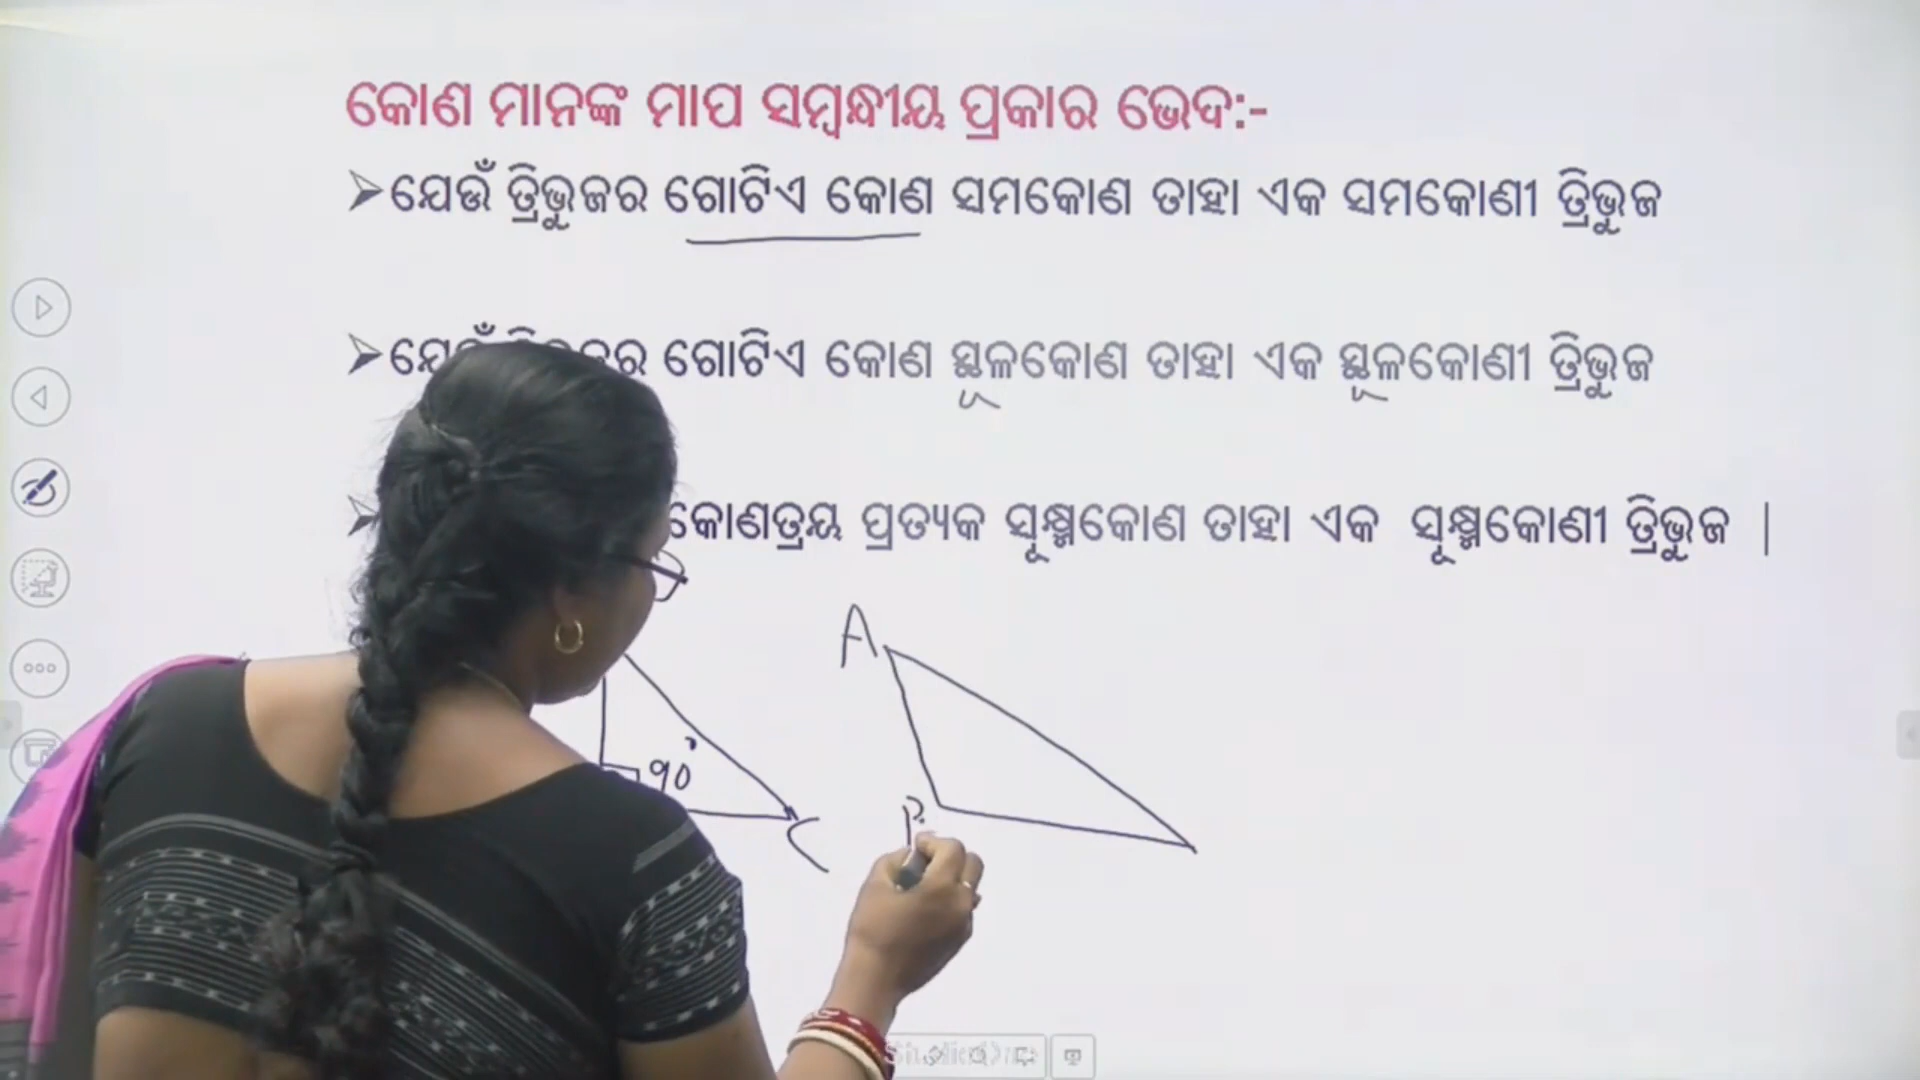 କୋଣ ମାନଙ୍କ ମାପ ସମ୍ବନ୍ଧୀୟ ପ୍ରକାର ଭେଦ:-
➢ଯେଉଁ ତ୍ରିଭୁଜର ଗୋଟିଏ କୋଣ ସମକୋଣ ତାହା ଏକ ସମକୋଣୀ ତ୍ରିଭୁଜ
ଗୋଟିଏ କୋଣ ସ୍ଥୂଳକୋଣ ତାହା ଏକ ସ୍ଥୂଳକୋଣୀ ତ୍ରିଭୁଜ
କୋଣତ୍ରୟ ପ୍ରତ୍ୟକ ସୂକ୍ଷ୍ମକୋଣ ତାହା ଏକ ସୂକ୍ଷ୍ମକୋଣୀ ତ୍ରିଭୁଜ |
A
90°
C